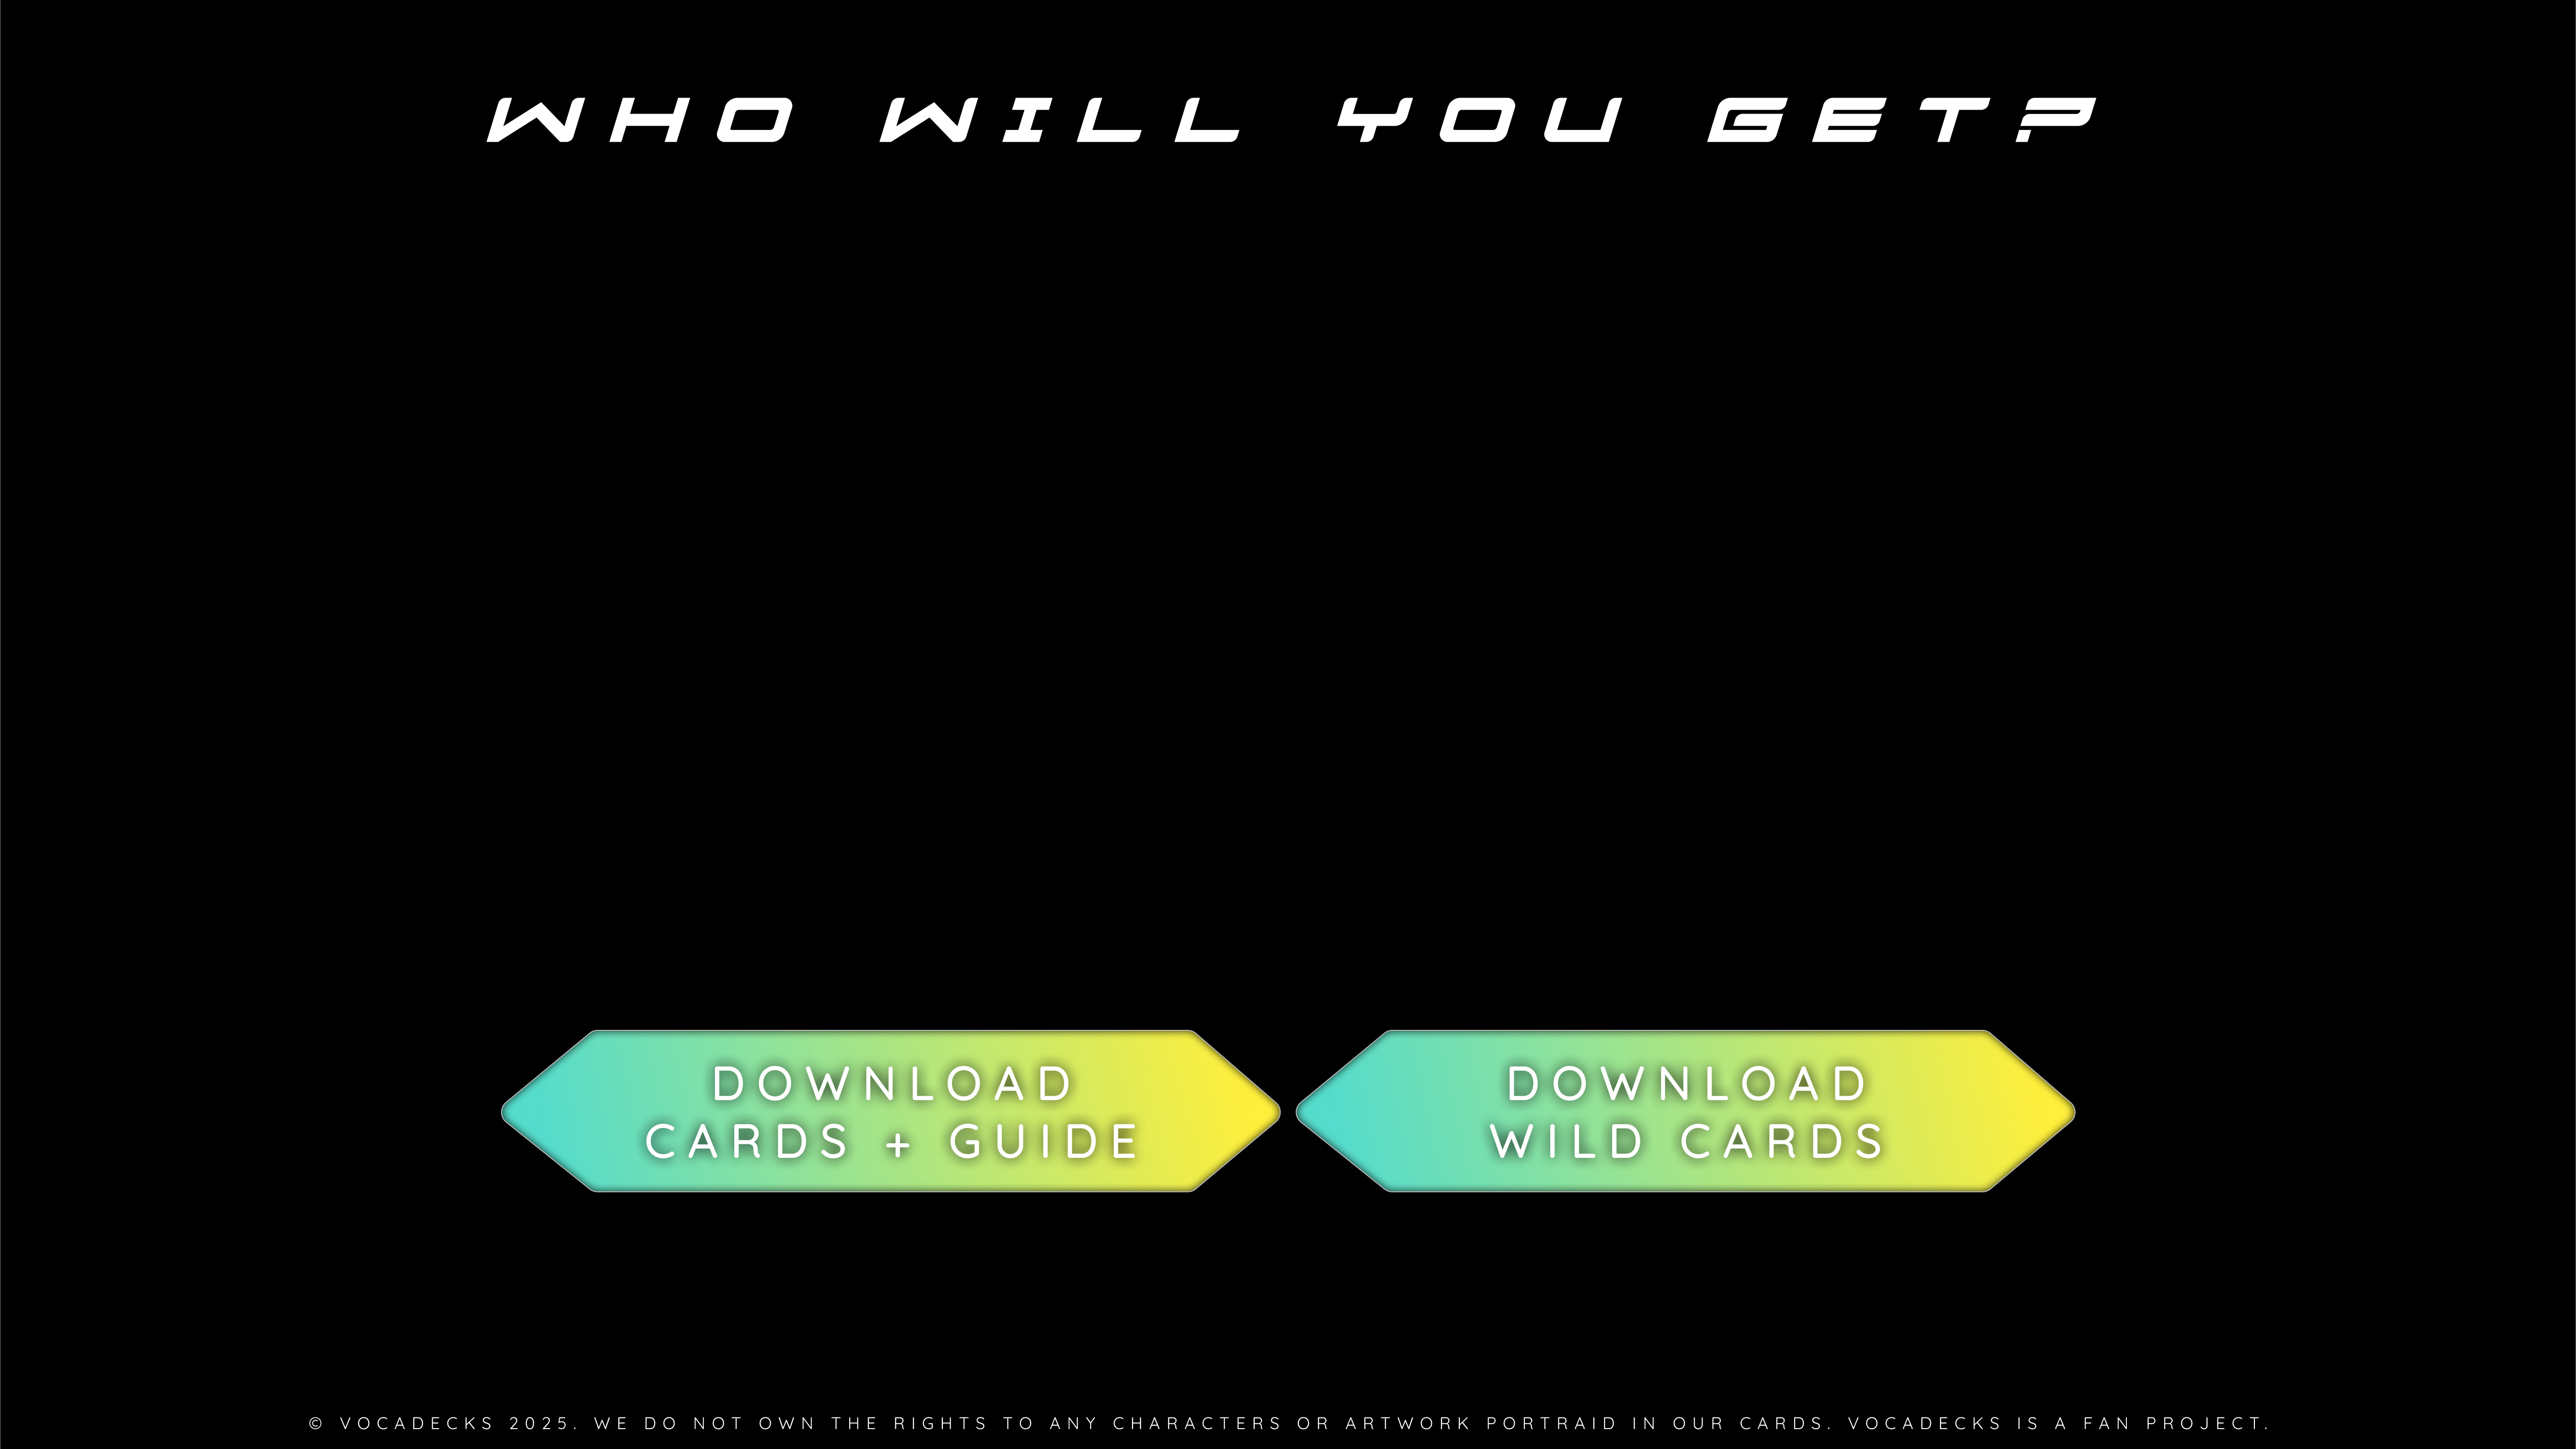 WHO WILL YOU GET?
DOWNLOAD
CARDS + GUIDE
DOWNLOAD
WILD CARDS
© VOCADECKS 2025. WE DO NOT OWN THE RIGHTS TO ANY CHARACTERS OR ARTWORK PORTRAID IN OUR CARDS. VOCADECKS IS A FAN PROJECT.